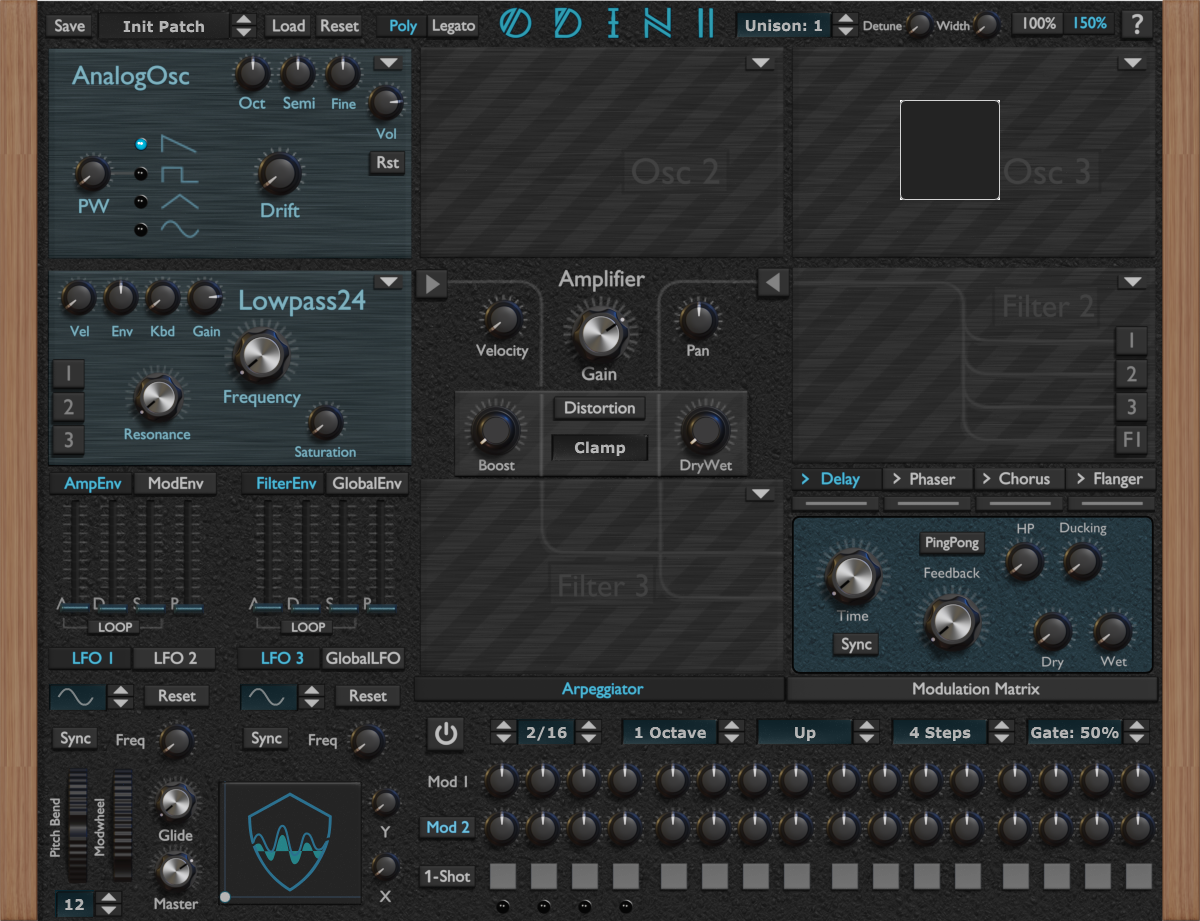 Save Init Patch Load Reset Poly Legato ODIN II Unison: 1 Detune Width 100% 150% ?
AnalogOsc Oct Semi Fine
Vol
Rst
PW Drift
Osc 2 Osc 3
Vel Env Kbd Gain Lowpass24
Frequency
Resonance
Saturation
1
2
3
Amplifier
Velocity Gain Pan
Distortion
Clamp
Boost DryWet
Filter 2
1
2
3
F1
AmpEnv ModEnv FilterEnv GlobalEnv
A D S R A D S R
LOOP LOOP
Filter 3
> Delay > Phaser > Chorus > Flanger
PingPong HP Ducking
Feedback
Time
Sync
Dry Wet
LFO 1 LFO 2 LFO 3 GlobalLFO
Reset Reset
Sync Freq Sync Freq
Pitch Bend Modwheel Glide
Master
12
Y
X
Arpeggiator Modulation Matrix
2/16 1 Octave Up 4 Steps Gate: 50%
Mod 1
Mod 2
1-Shot